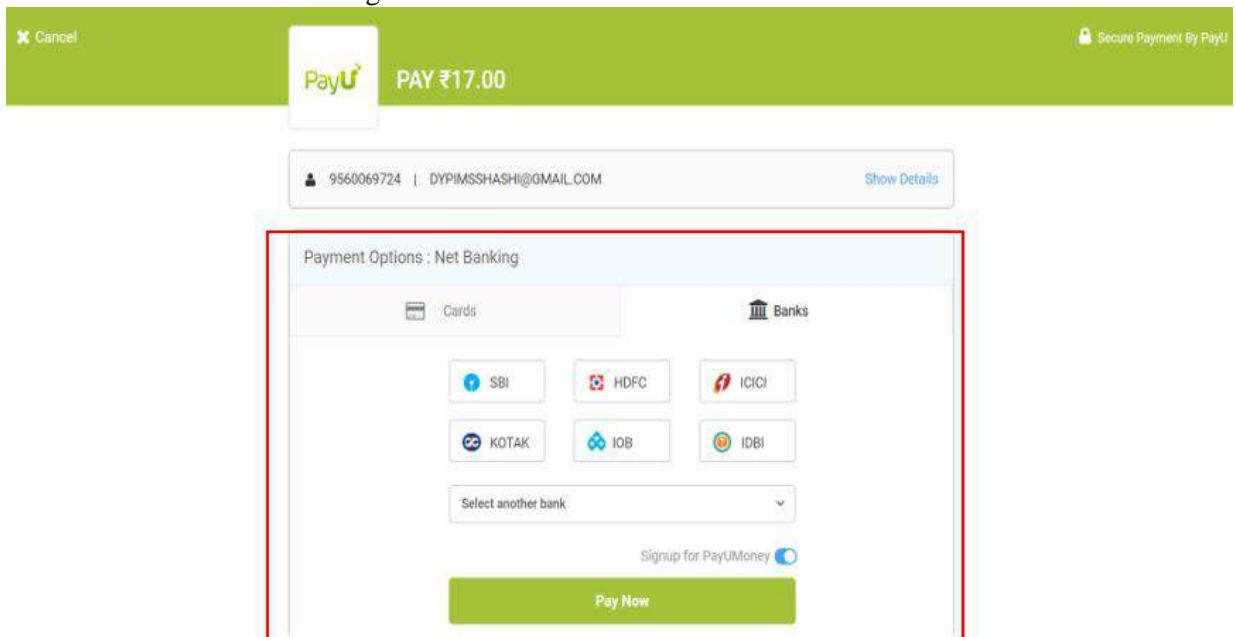 ✖ Cancel
Secure Payment By PayU
PayU PAY ₹17.00
9560069724 | DYPIMSSHASHI@GMAIL.COM Show Details
Payment Options : Net Banking
Cards Banks
SBI HDFC ICICI
KOTAK IOB IDBI
Select another bank
Signup for PayUMoney
Pay Now